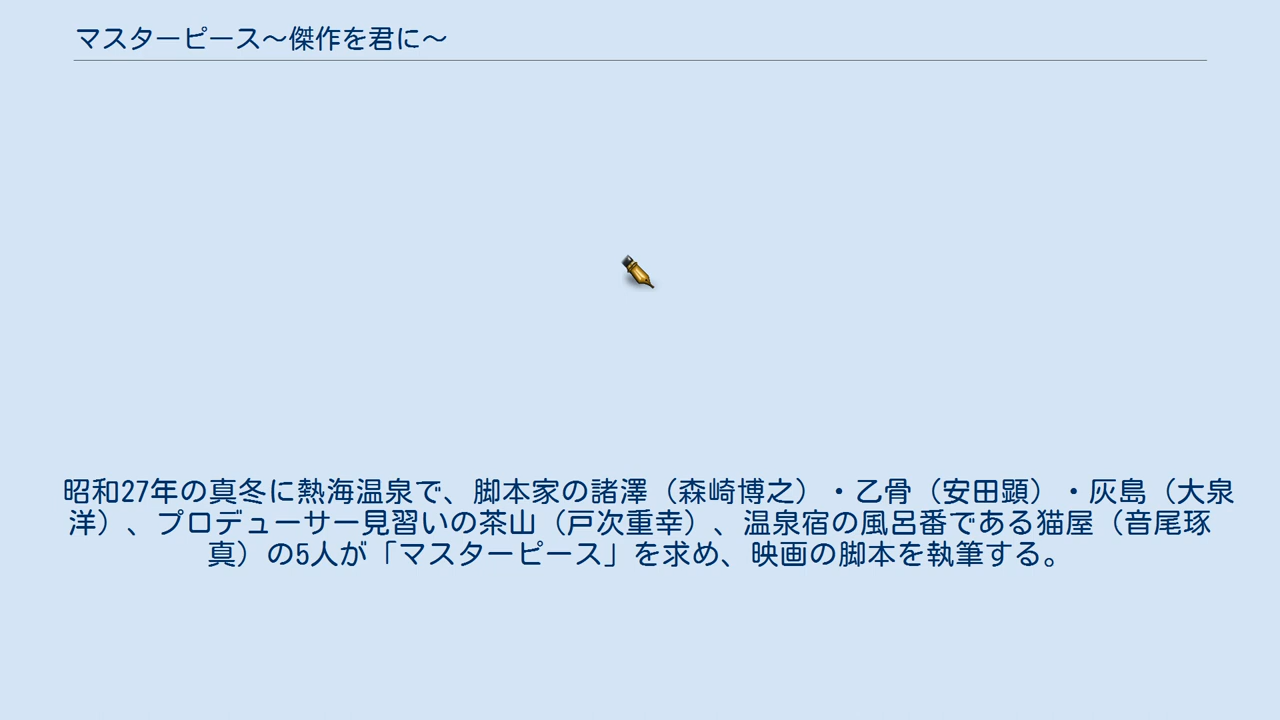 マスターピース～傑作を君に～
昭和27年の真冬に熱海温泉で、脚本家の諸澤（森崎博之）・乙骨（安田顕）・灰島（大泉
洋）、プロデューサー見習いの茶山（戸次重幸）、温泉宿の風呂番である猫屋（音尾琢
真）の5人が「マスターピース」を求め、映画の脚本を執筆する。